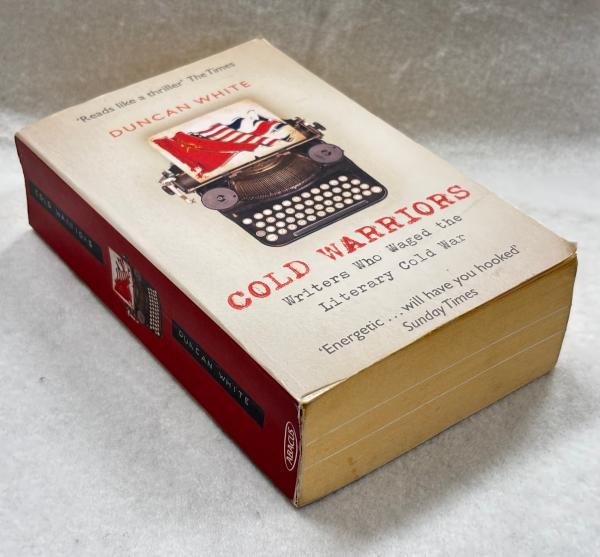 'Reads like a thriller' The Times
DUNCAN WHITE
COLD WARRIORS
Writers Who Waged the
Literary Cold War
'Energetic ... will have you hooked'
Sunday Times
COLD WARRIORS
DUNCAN WHITE
ABACUS